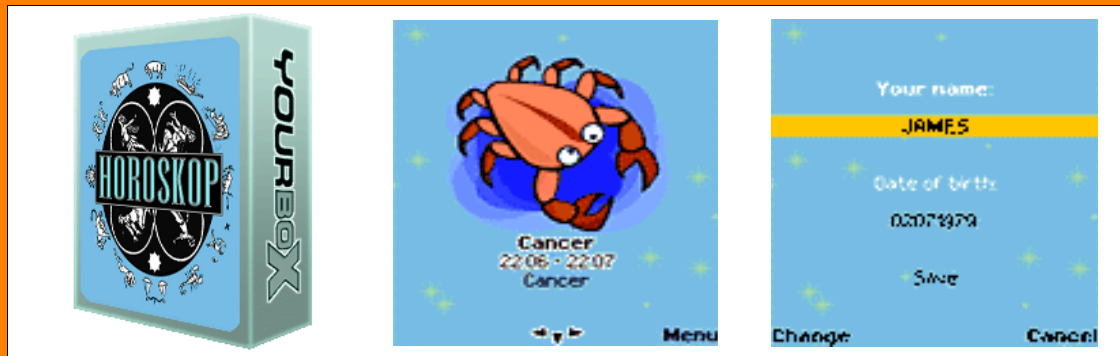 HOROSKOP
YOURBOX
Cancer
22.06 - 22.07
Cancer
Menu
Your name:
JAMES
Date of birth:
02071979
Save
Change
Cancel